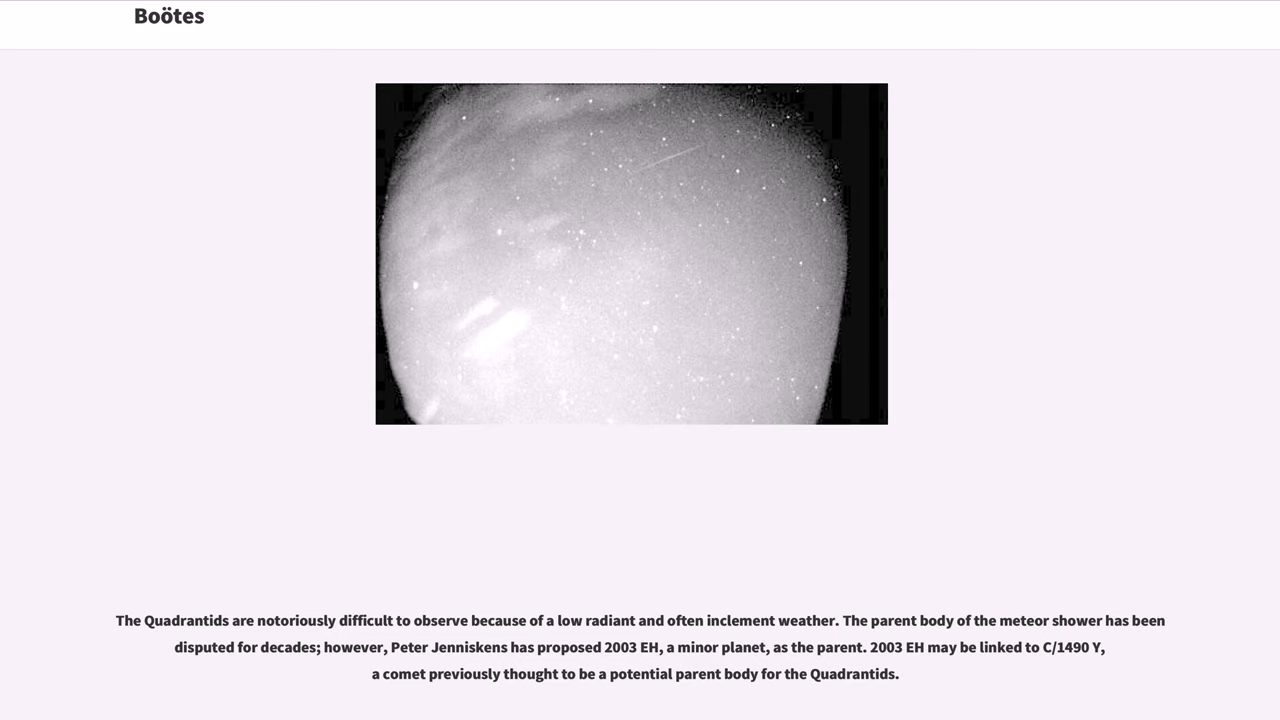 Boötes
The Quadrantids are notoriously difficult to observe because of a low radiant and often inclement weather. The parent body of the meteor shower has been
disputed for decades; however, Peter Jenniskens has proposed 2003 EH, a minor planet, as the parent. 2003 EH may be linked to C/1490 Y,
a comet previously thought to be a potential parent body for the Quadrantids.